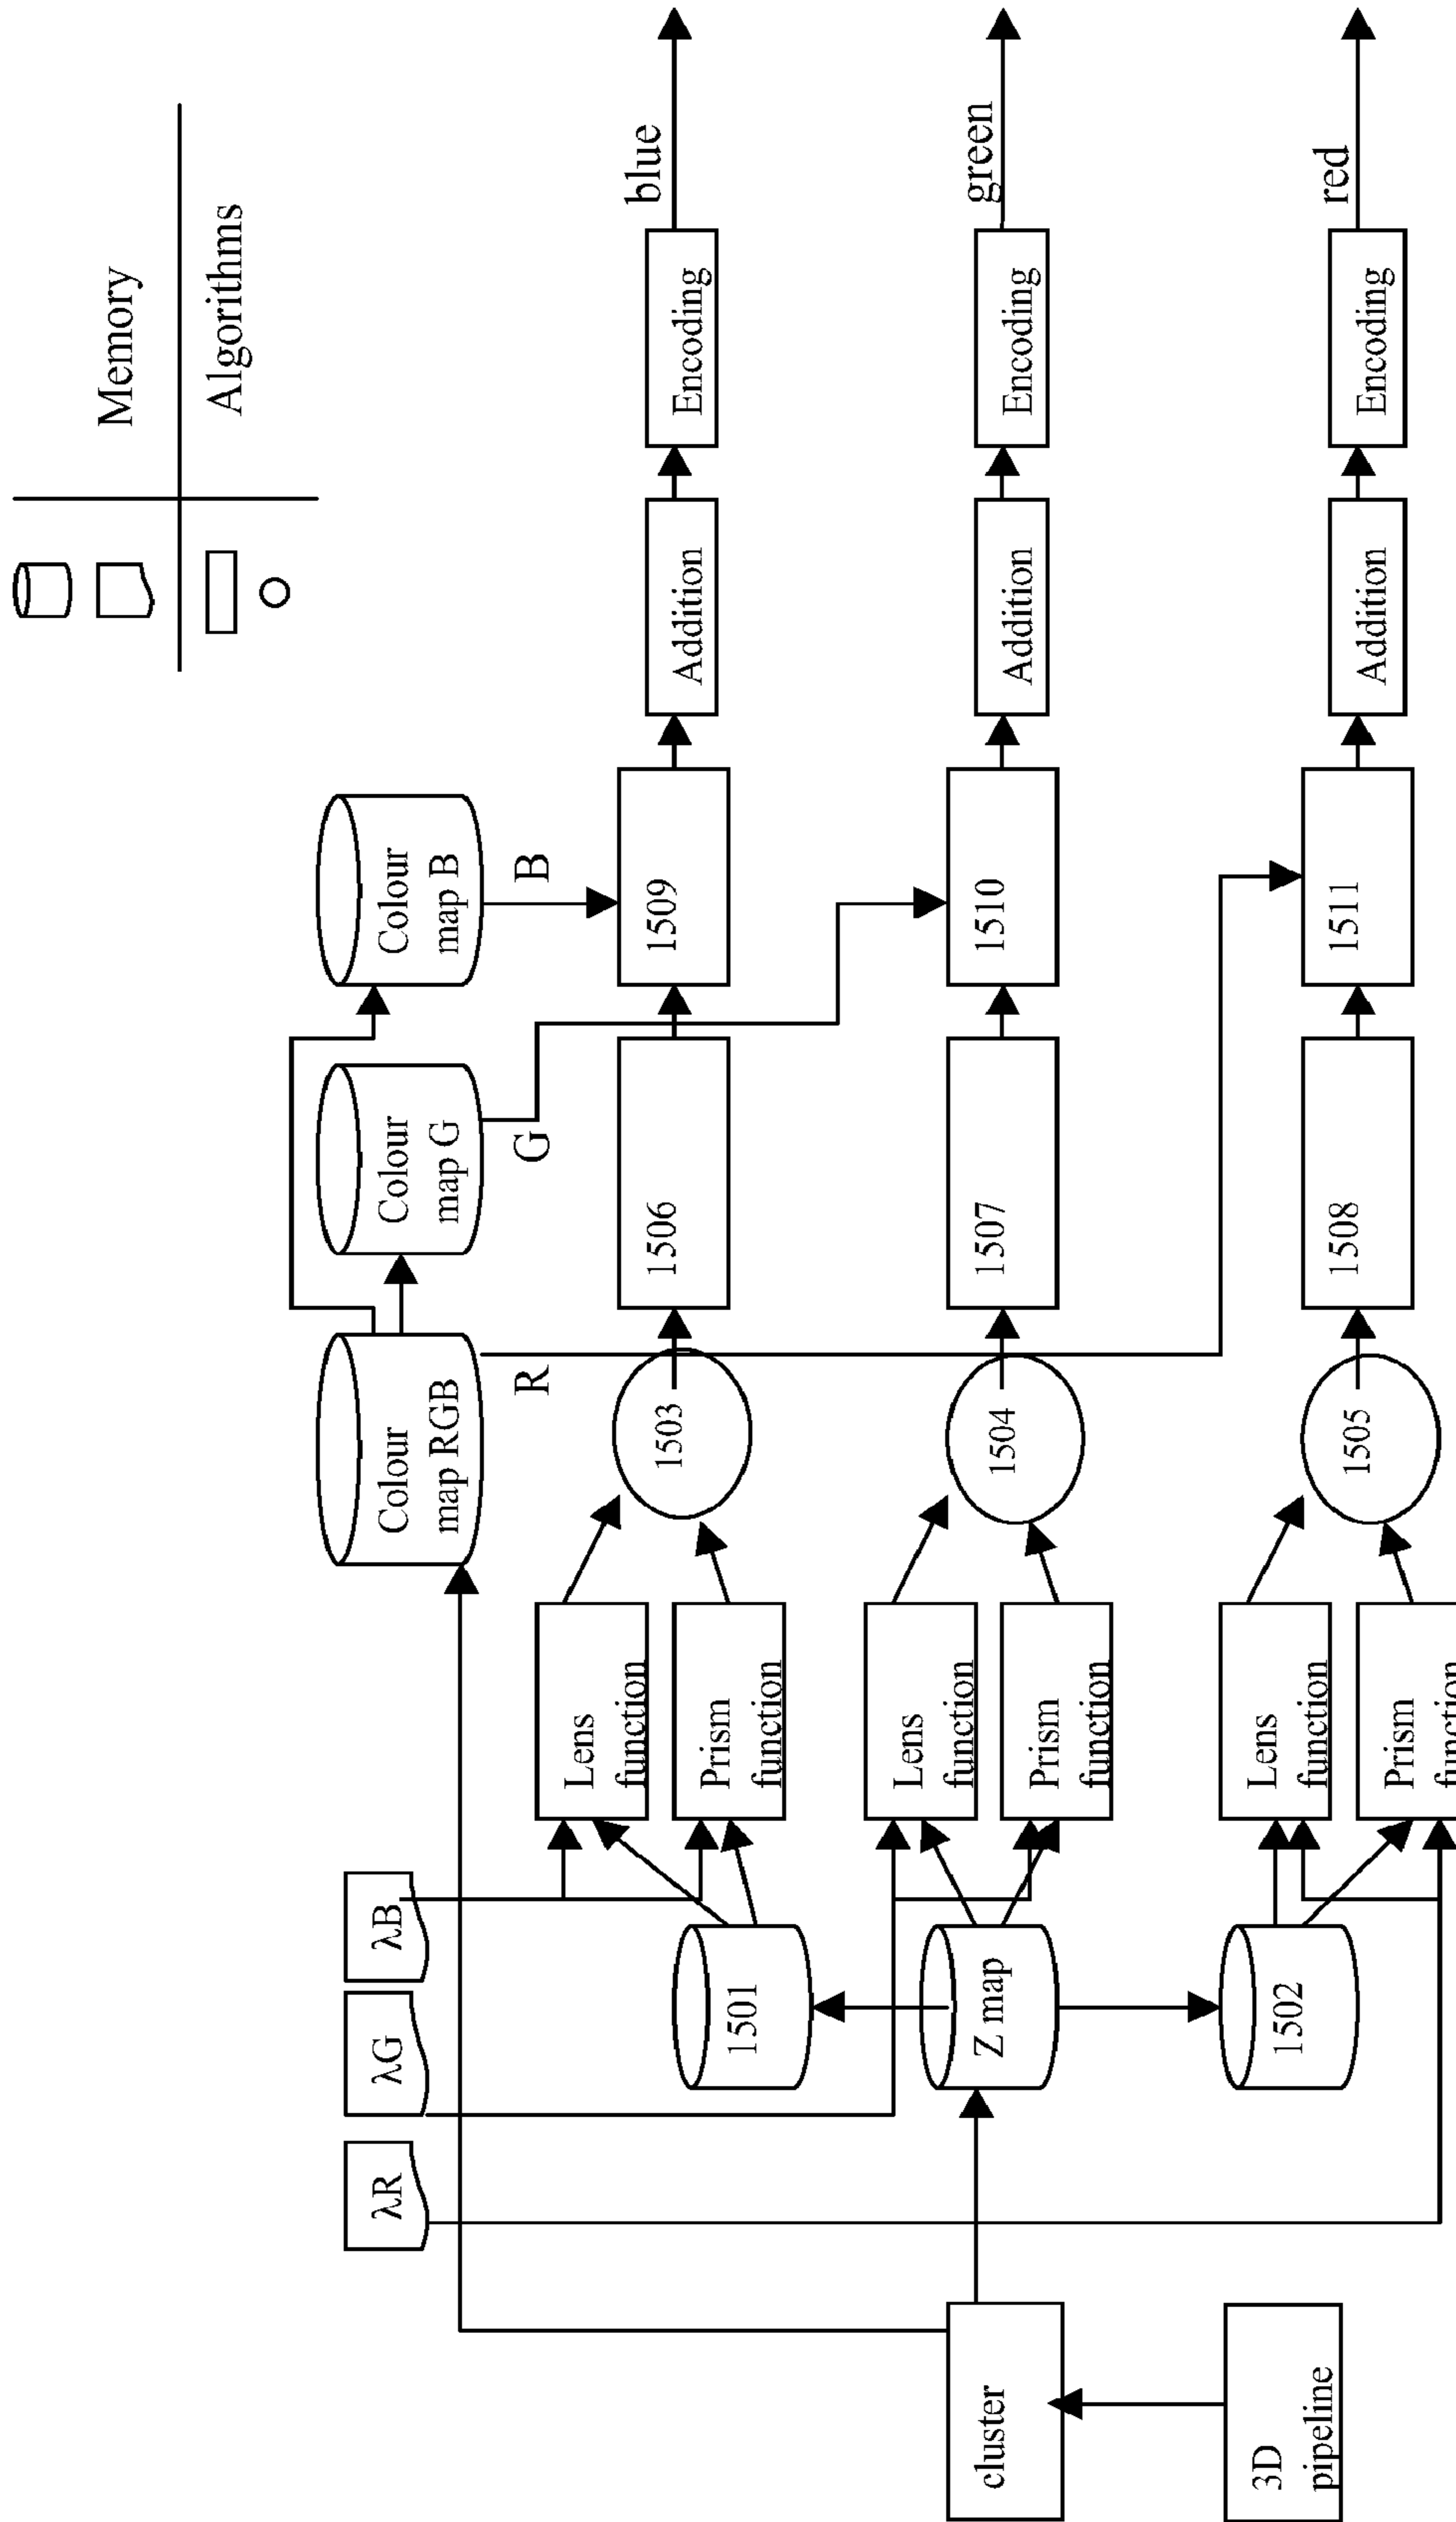 Memory
Algorithms
λR
λG
λB
Colour
map RGB
Colour
map G
Colour
map B
R
G
B
3D
pipeline
cluster
Z map
1501
1502
Lens
function
Prism
function
1503
1506
1509
Addition
Encoding
blue
Lens
function
Prism
function
1504
1507
1510
Addition
Encoding
green
Lens
function
Prism
function
1505
1508
1511
Addition
Encoding
red